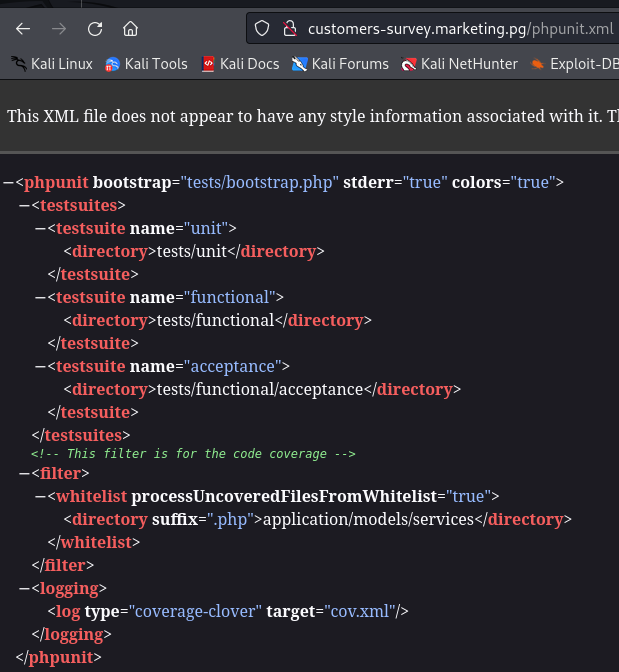 customers-survey.marketing.pg/phpunit.xml
Kali Linux Kali Tools Kali Docs Kali Forums Kali NetHunter Exploit-DB
This XML file does not appear to have any style information associated with it.
−<phpunit bootstrap="tests/bootstrap.php" stderr="true" colors="true">
−<testsuites>
−<testsuite name="unit">
<directory>tests/unit</directory>
</testsuite>
−<testsuite name="functional">
<directory>tests/functional</directory>
</testsuite>
−<testsuite name="acceptance">
<directory>tests/functional/acceptance</directory>
</testsuite>
</testsuites>
<!-- This filter is for the code coverage -->
−<filter>
−<whitelist processUncoveredFilesFromWhitelist="true">
<directory suffix=".php">application/models/services</directory>
</whitelist>
</filter>
−<logging>
<log type="coverage-clover" target="cov.xml"/>
</logging>
</phpunit>